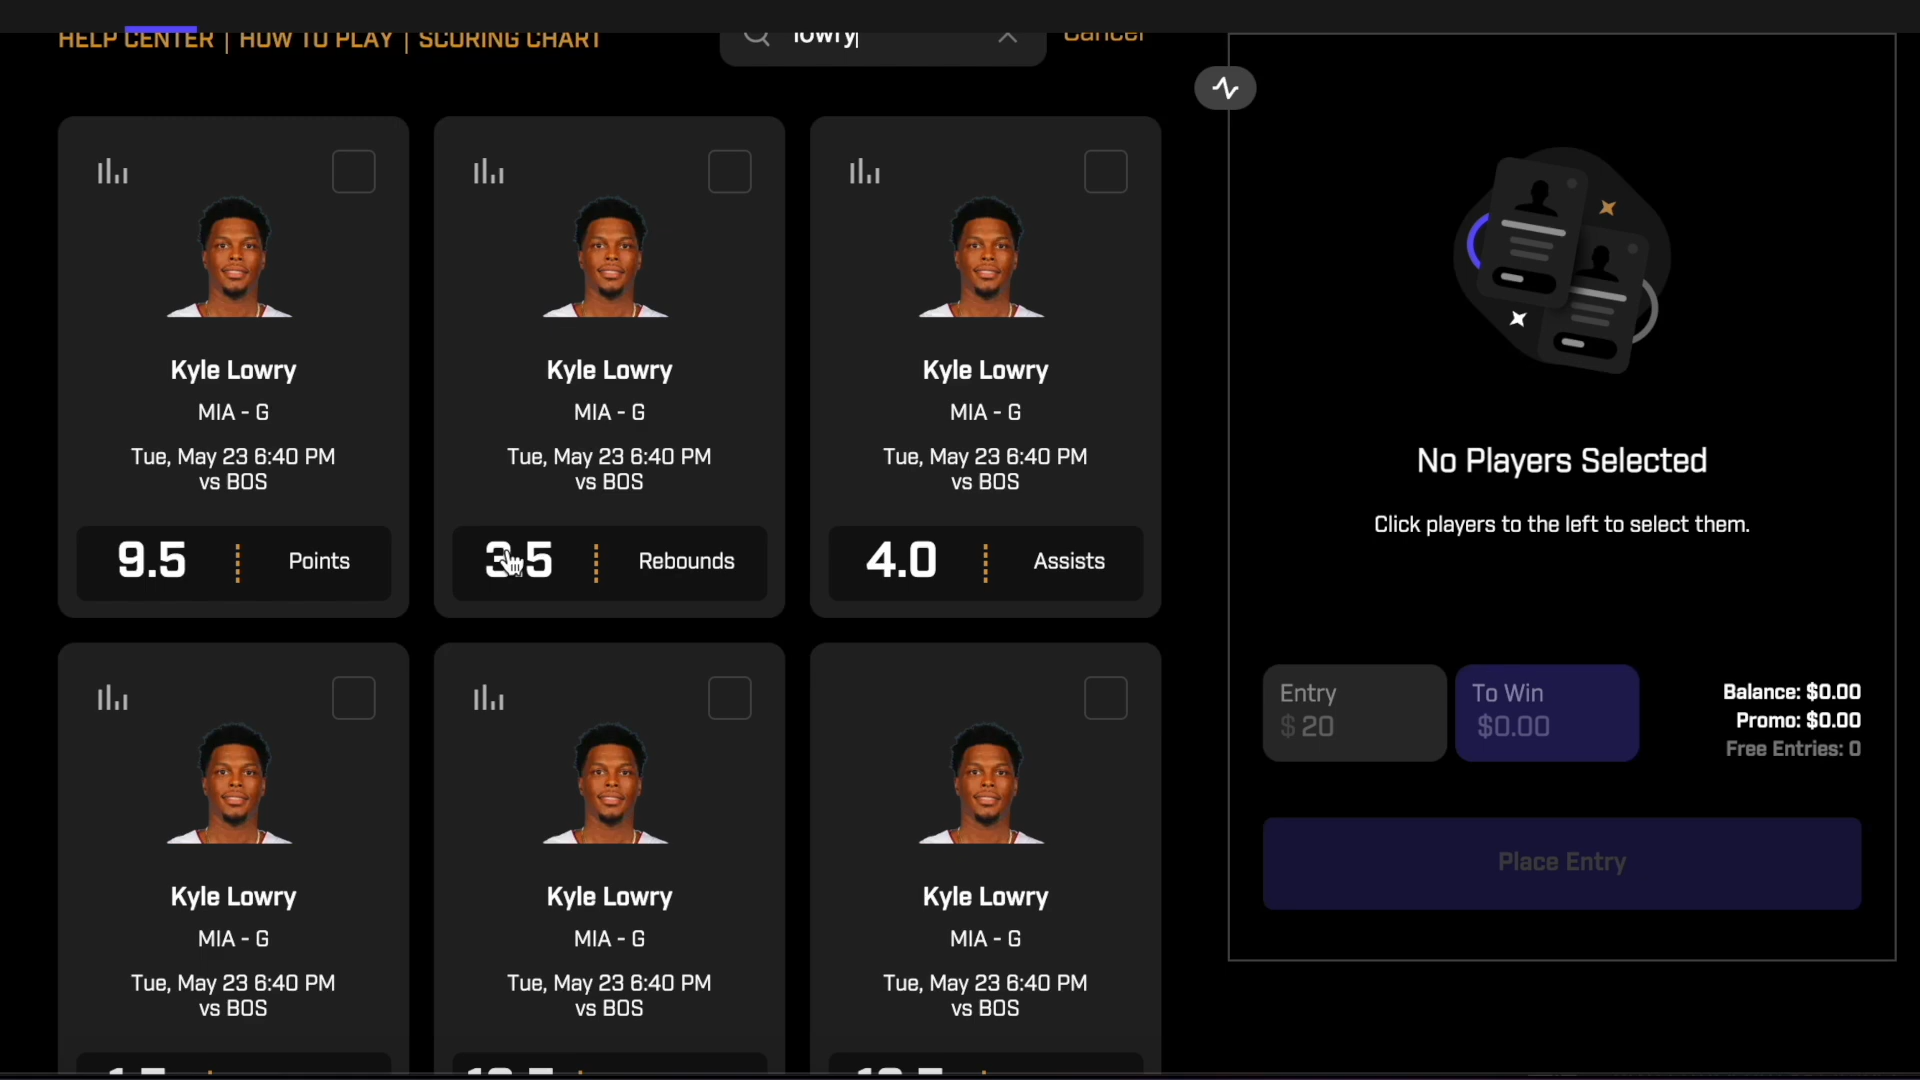 HELP CENTER | HOW TO PLAY | SCORING CHART
lowry
Cancel
Kyle Lowry
MIA - G
Tue, May 23 6:40 PM
vs BOS
9.5
Points
Kyle Lowry
MIA - G
Tue, May 23 6:40 PM
vs BOS
3.5
Rebounds
Kyle Lowry
MIA - G
Tue, May 23 6:40 PM
vs BOS
4.0
Assists
Kyle Lowry
MIA - G
Tue, May 23 6:40 PM
vs BOS
Kyle Lowry
MIA - G
Tue, May 23 6:40 PM
vs BOS
Kyle Lowry
MIA - G
Tue, May 23 6:40 PM
vs BOS
No Players Selected
Click players to the left to select them.
Entry
$ 20
To Win
$0.00
Balance: $0.00
Promo: $0.00
Free Entries: 0
Place Entry